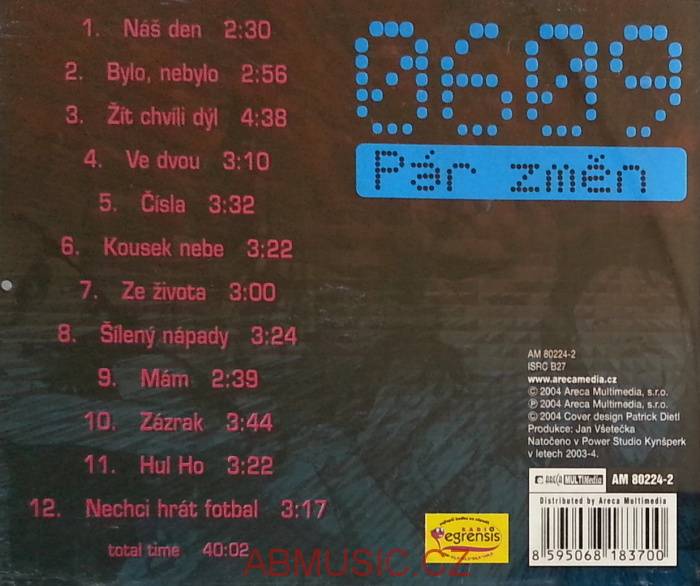 1. Náš den 2:30
2. Bylo, nebylo 2:56
3. Žít chvíli dýl 4:38
4. Ve dvou 3:10
5. Čísla 3:32
6. Kousek nebe 3:22
7. Ze života 3:00
8. Šílený nápady 3:24
9. Mám 2:39
10. Zázrak 3:44
11. Hul Ho 3:22
12. Nechci hrát fotbal 3:17
total time 40:02
0609
Pár změn
AM 80224-2
ISRC B27
www.arecamedia.cz
© 2004 Areca Multimedia, s.r.o.
℗ 2004 Areca Multimedia, s.r.o.
© 2004 Cover design Patrick Dietl
Produkce: Jan Všetečka
Natočeno v Power Studio Kynšperk
v letech 2003-4.
ARECA MULTIMedia AM 80224-2
Distributed by Areca Multimedia
8 595068 183700
RADIO
egrensis
ABMUSIC.CZ